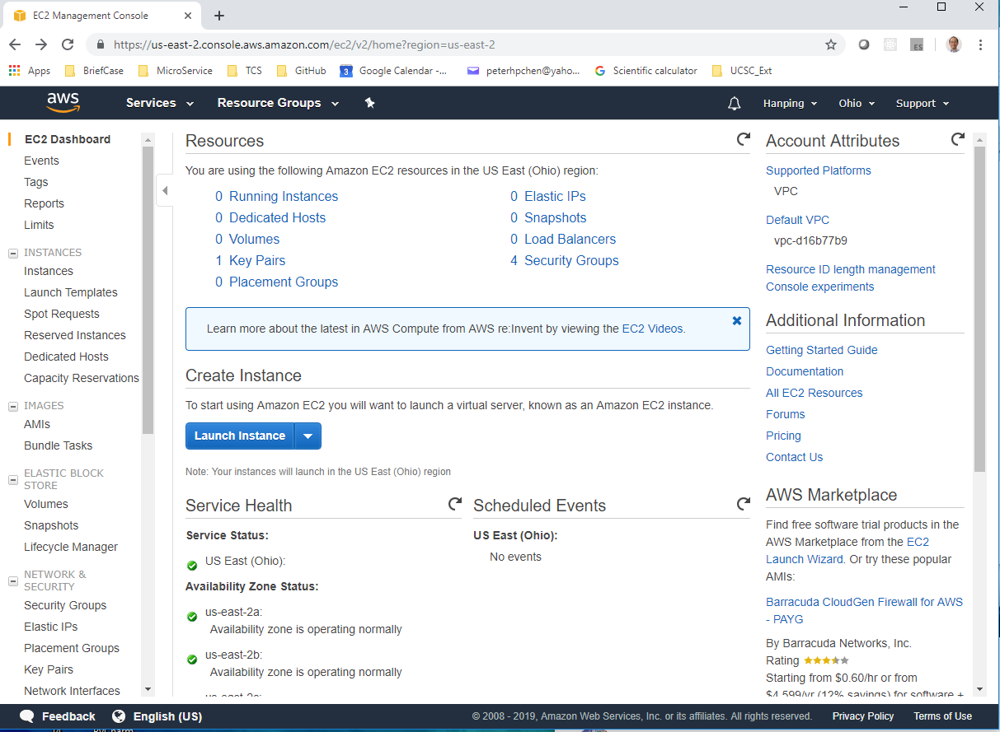 EC2 Management Console
https://us-east-2.console.aws.amazon.com/ec2/v2/home?region=us-east-2
ES
Apps BriefCase MicroService TCS GitHub 3 Google Calendar -... peterhpchen@yaho... Scientific calculator UCSC_Ext
aws Services Resource Groups Hanping Ohio Support
EC2 Dashboard
Events
Tags
Reports
Limits
INSTANCES
Instances
Launch Templates
Spot Requests
Reserved Instances
Dedicated Hosts
Capacity Reservations
IMAGES
AMIs
Bundle Tasks
ELASTIC BLOCK
STORE
Volumes
Snapshots
Lifecycle Manager
NETWORK &
SECURITY
Security Groups
Elastic IPs
Placement Groups
Key Pairs
Network Interfaces
Resources
You are using the following Amazon EC2 resources in the US East (Ohio) region:
0 Running Instances
0 Elastic IPs
0 Dedicated Hosts
0 Snapshots
0 Volumes
0 Load Balancers
1 Key Pairs
4 Security Groups
0 Placement Groups
Learn more about the latest in AWS Compute from AWS re:Invent by viewing the EC2 Videos.
Create Instance
To start using Amazon EC2 you will want to launch a virtual server, known as an Amazon EC2 instance.
Launch Instance
Note: Your instances will launch in the US East (Ohio) region
Service Health
Service Status:
US East (Ohio):
Availability Zone Status:
us-east-2a:
Availability zone is operating normally
us-east-2b:
Availability zone is operating normally
Scheduled Events
US East (Ohio):
No events
Account Attributes
Supported Platforms
VPC
Default VPC
vpc-d16b77b9
Resource ID length management
Console experiments
Additional Information
Getting Started Guide
Documentation
All EC2 Resources
Forums
Pricing
Contact Us
AWS Marketplace
Find free software trial products in the
AWS Marketplace from the EC2
Launch Wizard. Or try these popular
AMIs:
Barracuda CloudGen Firewall for AWS
- PAYG
By Barracuda Networks, Inc.
Rating
Starting from $0.60/hr or from
$4,599/yr (12% savings) for software +
Feedback English (US) © 2008 - 2019, Amazon Web Services, Inc. or its affiliates. All rights reserved. Privacy Policy Terms of Use